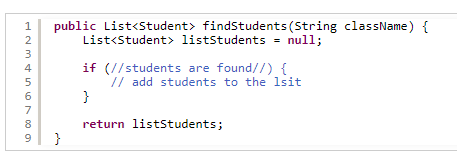 1 public List<Student> findStudents(String className) {
2 List<Student> listStudents = null;
3
4 if (//students are found//) {
5 // add students to the lsit
6 }
7
8 return listStudents;
9 }